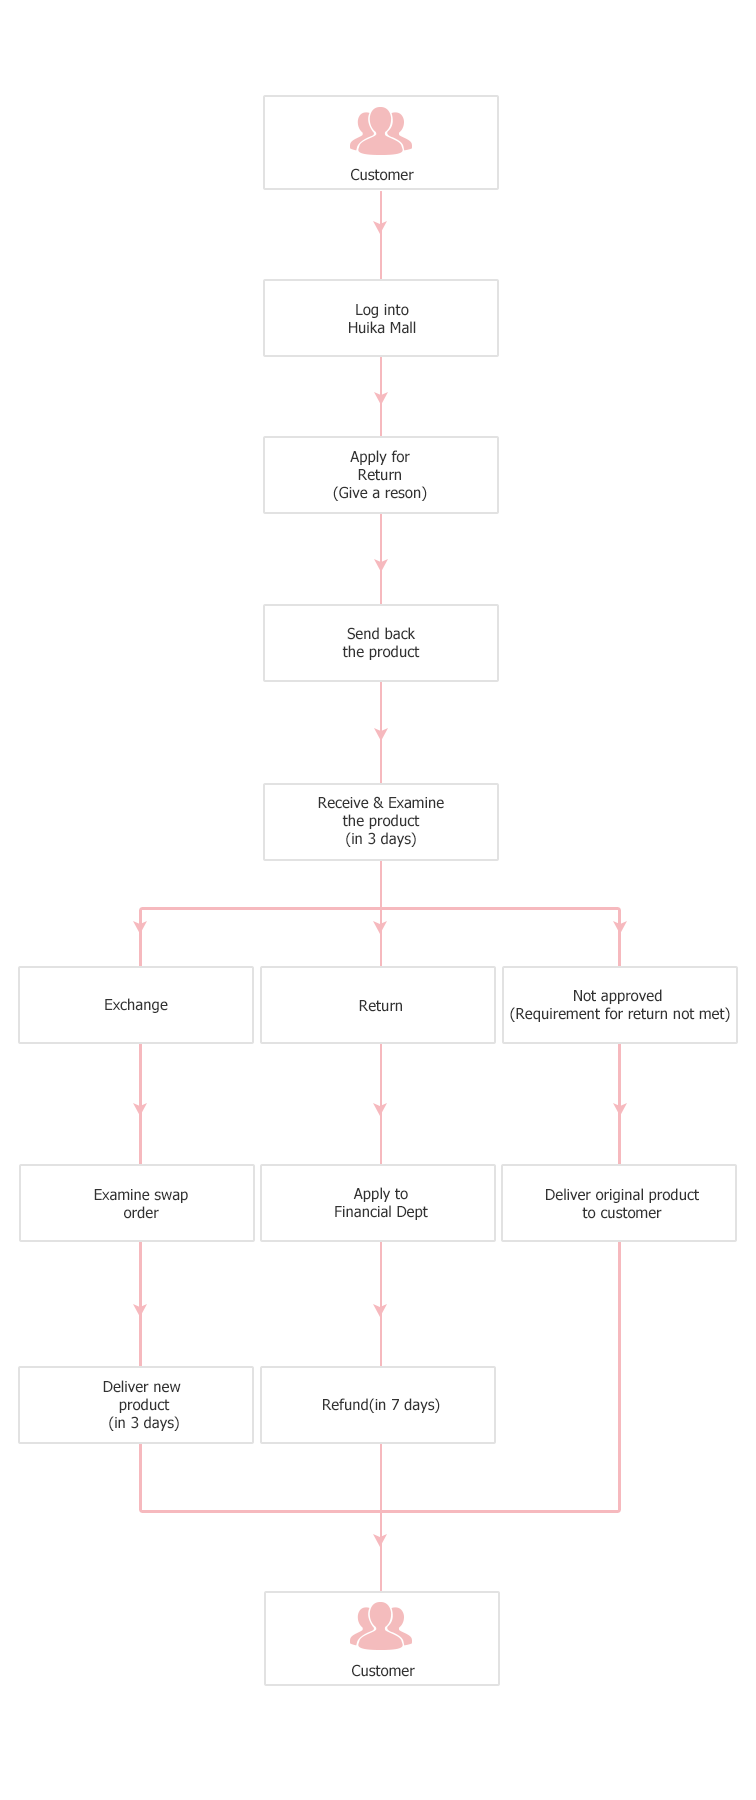 Customer
Log into
Huika Mall
Apply for
Return
(Give a reson)
Send back
the product
Receive & Examine
the product
(in 3 days)
Exchange
Return
Not approved
(Requirement for return not met)
Examine swap
order
Apply to
Financial Dept
Deliver original product
to customer
Deliver new
product
(in 3 days)
Refund(in 7 days)
Customer